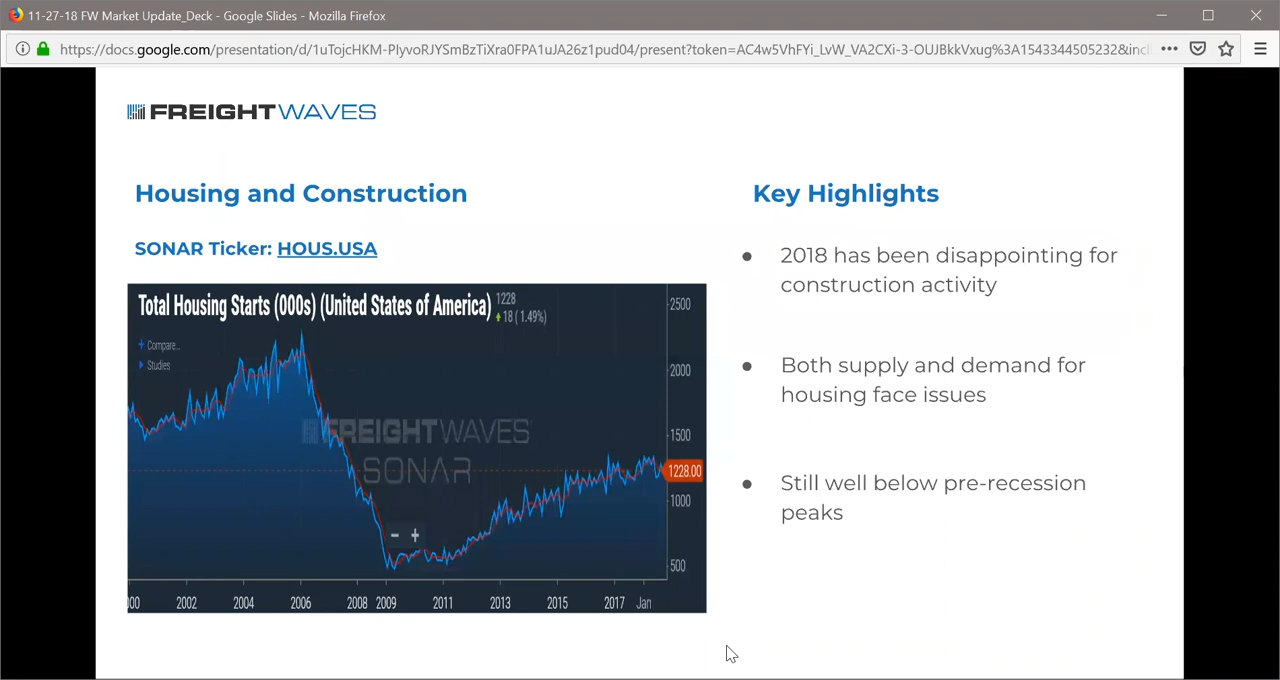 11-27-18 FW Market Update_Deck - Google Slides - Mozilla Firefox
https://docs.google.com/presentation/d/1uTojcHKM-PIyvoRJYSmBzTiXra0FPA1uJA26z1pud04/present?token=AC4w5VhFYi_LvW_VA2CXi-3-OUJBkkVxug%3A1543344505232&incl
FREIGHTWAVES
Housing and Construction
SONAR Ticker: HOUS.USA
Total Housing Starts (000s) (United States of America)
1228
18 ( 1.49%)
+ Compare...
Studies
FREIGHTWAVES
SONAR
2500
2000
1500
1228.00
1000
500
− +
00 2002 2004 2006 2008 2009 2011 2013 2015 2017 Jan
Key Highlights
● 2018 has been disappointing for
construction activity
● Both supply and demand for
housing face issues
● Still well below pre-recession
peaks